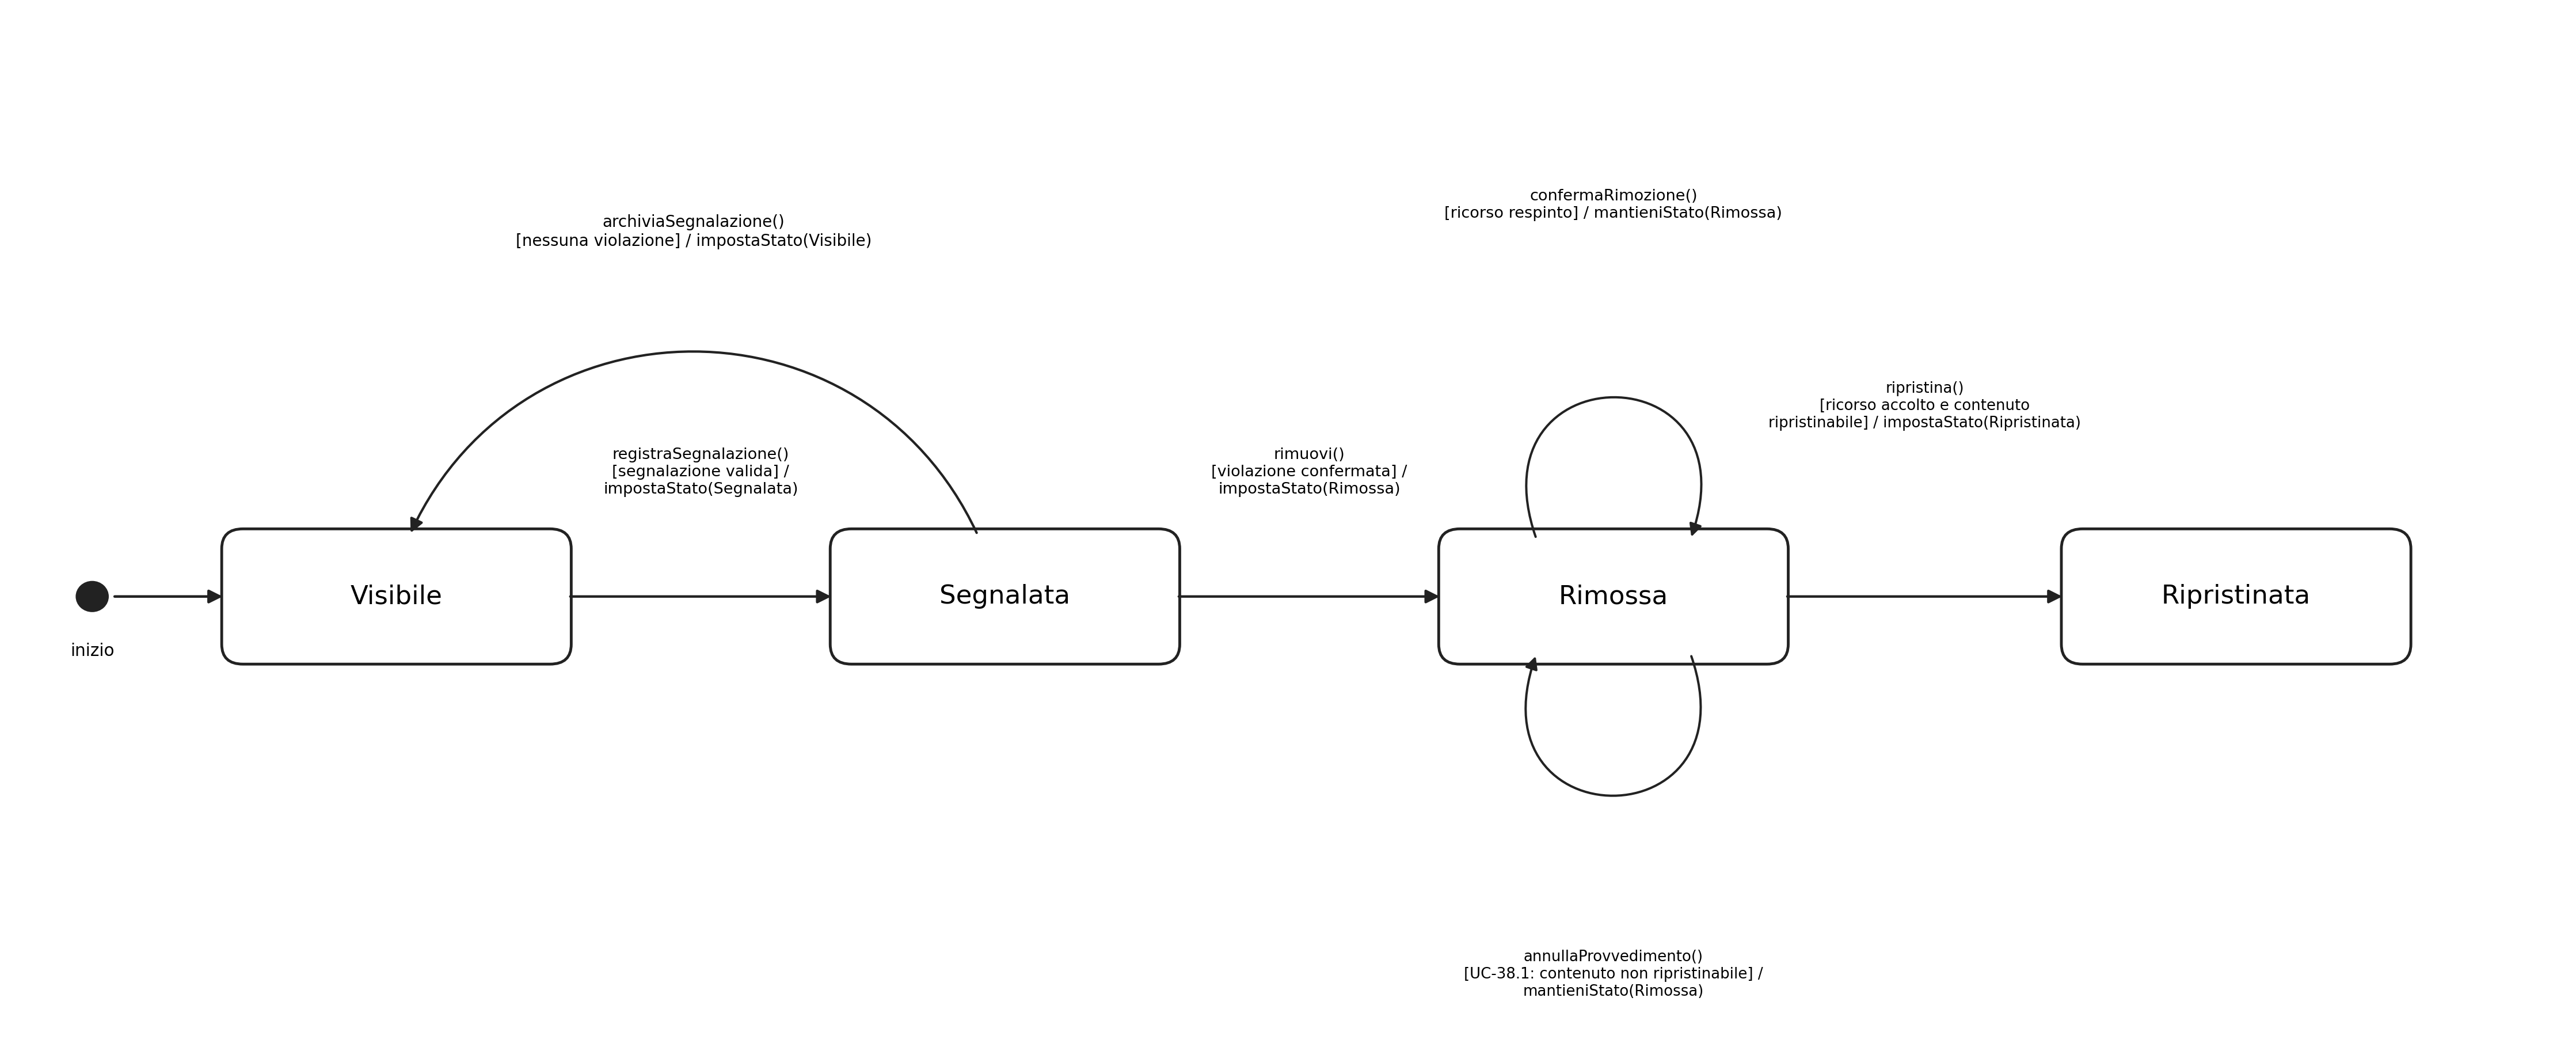 confermaRimozione()
[ricorso respinto] / mantieniStato(Rimossa)
archiviaSegnalazione()
[nessuna violazione] / impostaStato(Visibile)
ripristina()
[ricorso accolto e contenuto
ripristinabile] / impostaStato(Ripristinata)
registraSegnalazione()
[segnalazione valida] /
impostaStato(Segnalata)
rimuovi()
[violazione confermata] /
impostaStato(Rimossa)
Visibile
Segnalata
Rimossa
Ripristinata
inizio
annullaProvvedimento()
[UC-38.1: contenuto non ripristinabile] /
mantieniStato(Rimossa)